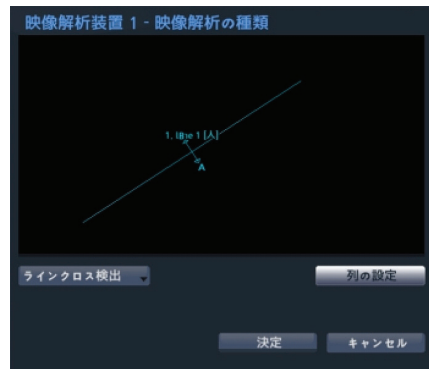 映像解析装置 1 - 映像解析の種類
1. line 1 [人]
A
ラインクロス検出
列の設定
決定
キャンセル